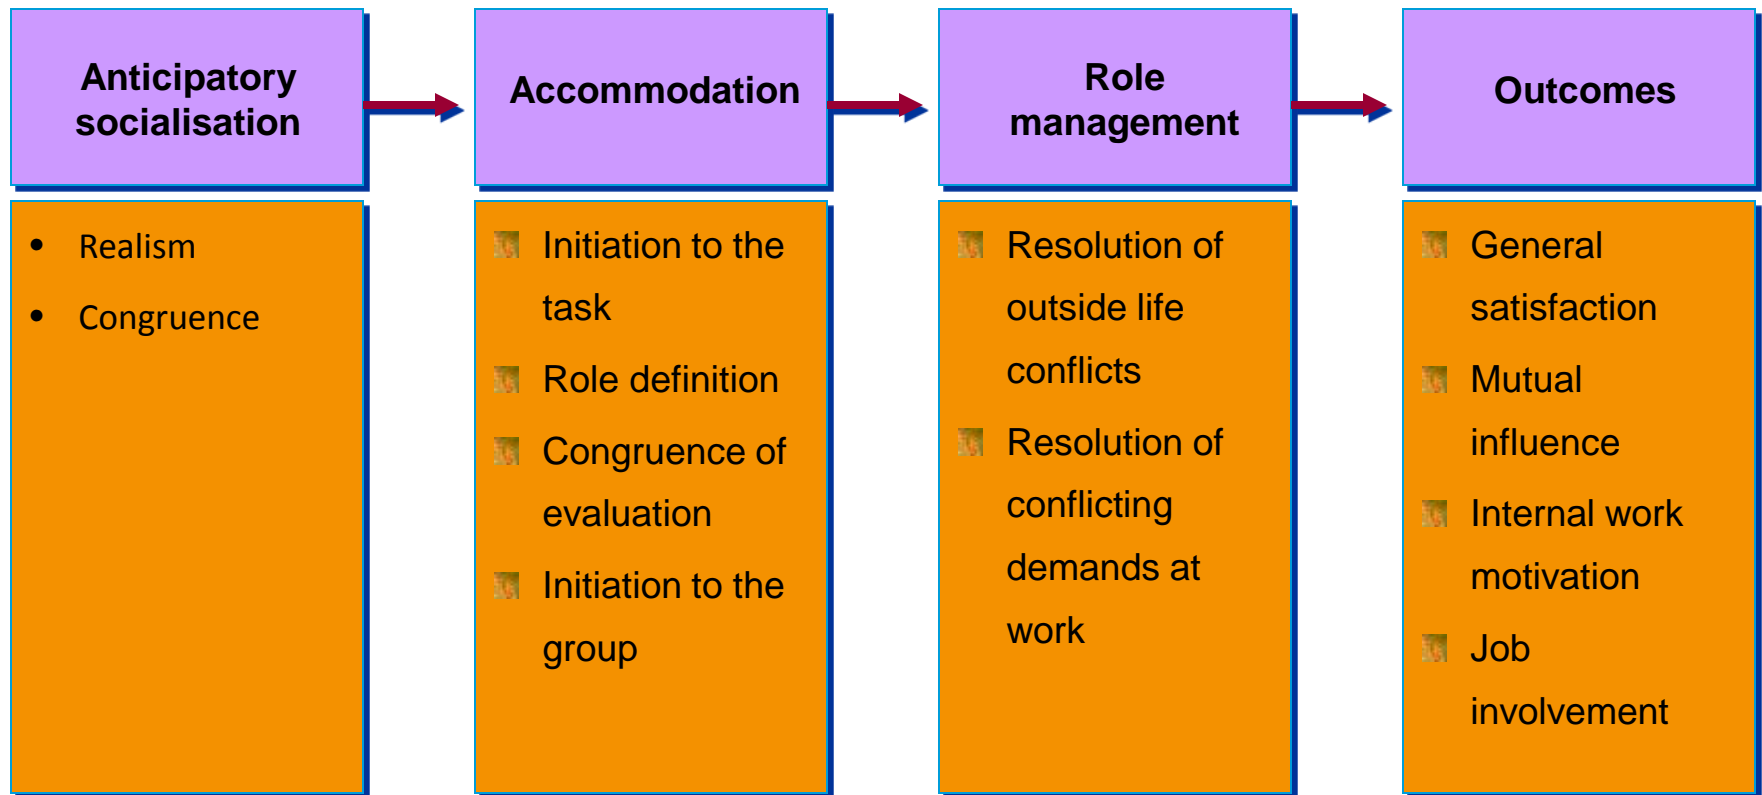 Anticipatory
socialisation
Accommodation
Role
management
Outcomes
• Realism
• Congruence
Initiation to the
task
Role definition
Congruence of
evaluation
Initiation to the
group
Resolution of
outside life
conflicts
Resolution of
conflicting
demands at
work
General
satisfaction
Mutual
influence
Internal work
motivation
Job
involvement